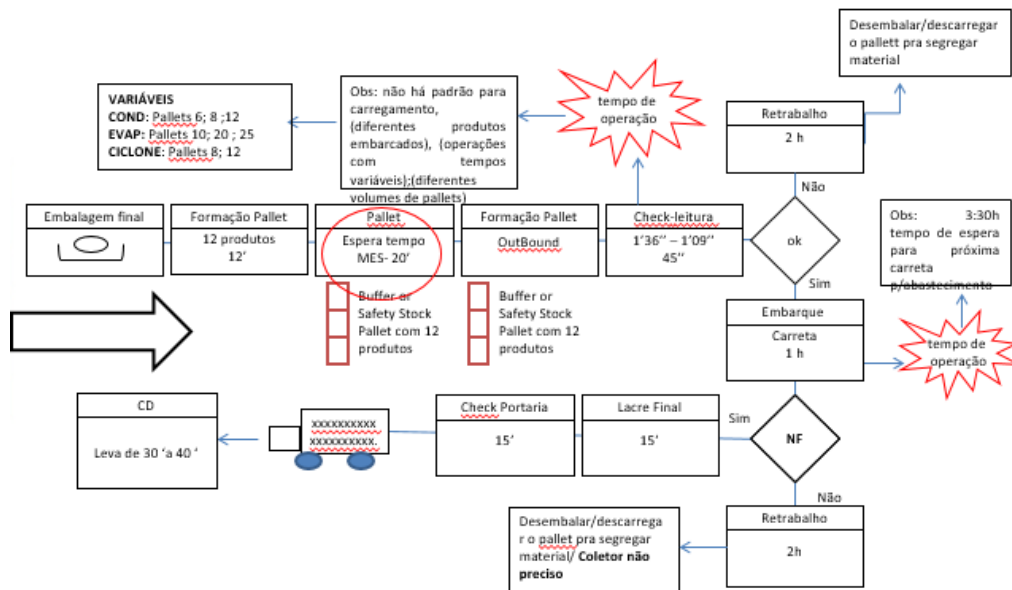 Desembalar/descarregar
o pallett pra segregar
material
VARIÁVEIS
COND: Pallets 6; 8 ;12
EVAP: Pallets 10; 20 ; 25
CICLONE: Pallets 8; 12
Obs: não há padrão para
carregamento,
(diferentes produtos
embarcados), (operações
com tempos
variáveis);(diferentes
volumes de pallets)
tempo de
operação
Retrabalho
2 h
Não
Embalagem final
Formação Pallet
12 produtos
12’
Pallet
Espera tempo
MES- 20’
Formação Pallet
OutBound
Check-leitura
1’36’’ – 1’09’’
45’’
ok
Obs: 3:30h
tempo de espera
para próxima
carreta
p/abastecimento
Sim
Buffer or
Safety Stock
Pallet com 12
produtos
Buffer or
Safety Stock
Pallet com 12
produtos
Embarque
Carreta
1 h
tempo de
operação
CD
Leva de 30 ‘a 40 ‘
xxxxxxxxxx
xxxxxxxxxx.
Check Portaria
15’
Lacre Final
15’
Sim
NF
Não
Desembalar/descarrega
r o pallet pra segregar
material/ Coletor não
preciso
Retrabalho
2h